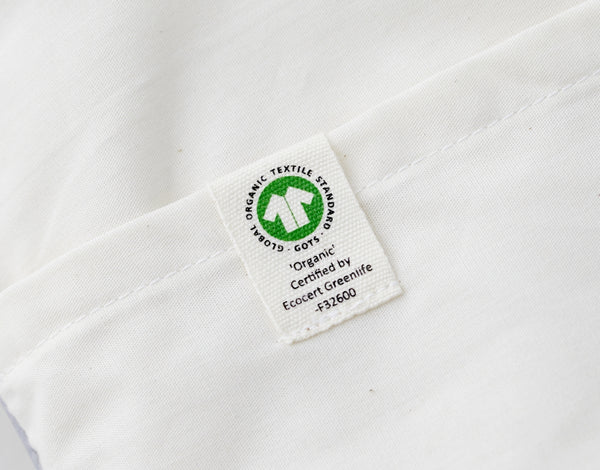 GLOBAL ORGANIC TEXTILE STANDARD · GOTS ·
'Organic'
Certified by
Ecocert Greenlife
-F32600